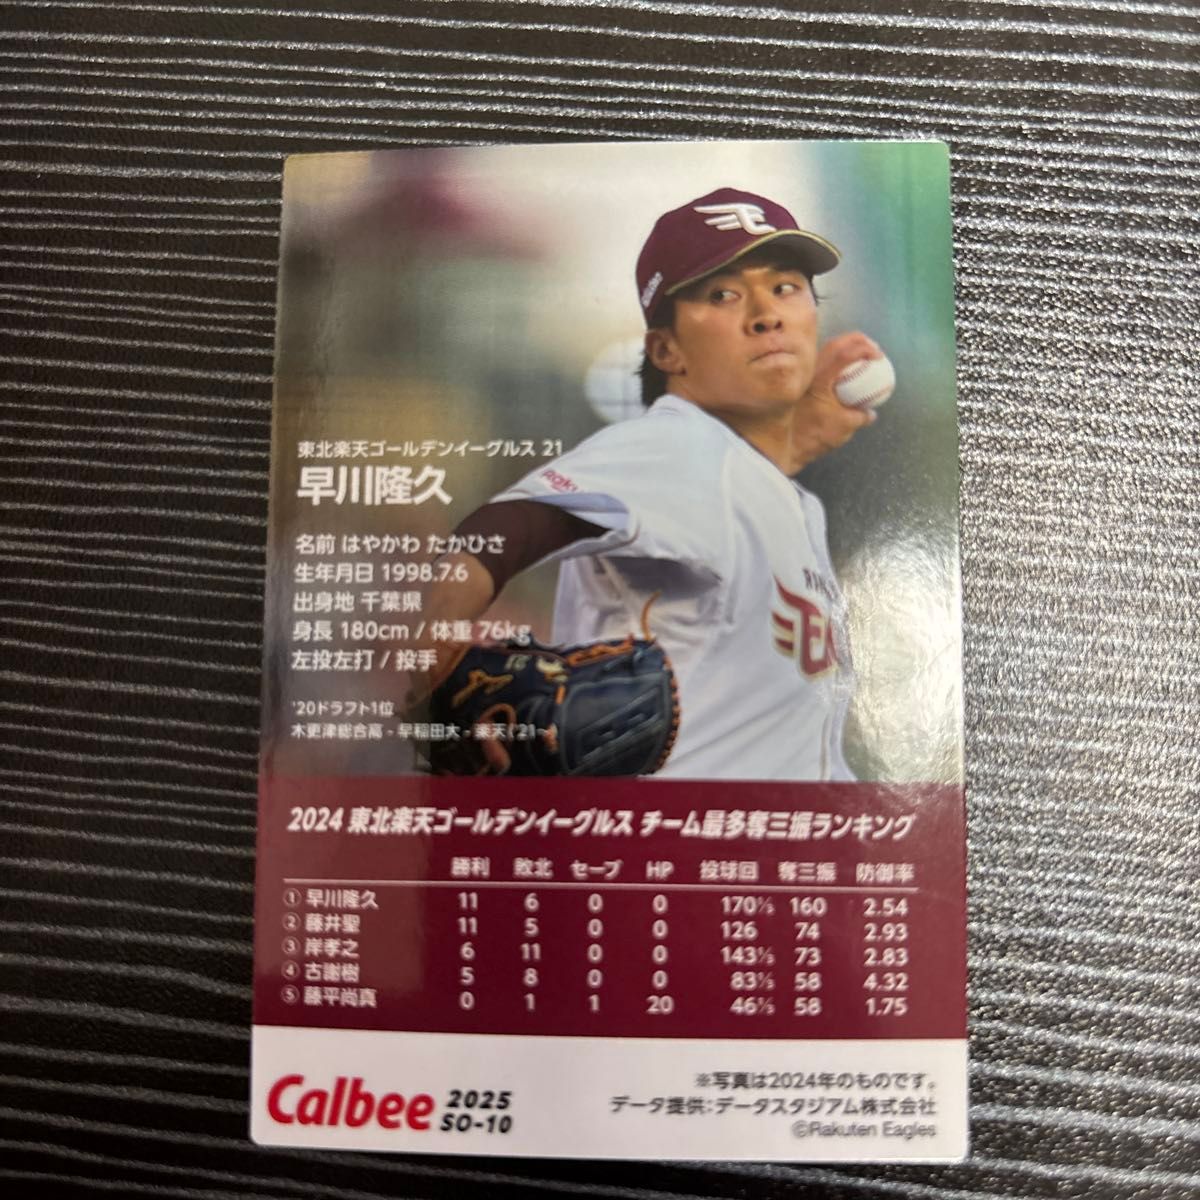 東北楽天ゴールデンイーグルス 21
早川隆久
名前 はやかわ たかひさ
生年月日 1998.7.6
出身地 千葉県
身長 180cm / 体重 76kg
左投左打 / 投手
'20ドラフト1位
木更津総合高 - 早稲田大 - 楽天('21〜)
2024 東北楽天ゴールデンイーグルス チーム最多奪三振ランキング
勝利 敗北 セーブ HP 投球回 奪三振 防御率
① 早川隆久 11 6 0 0 170⅓ 160 2.54
② 藤井聖 11 5 0 0 126 74 2.93
③ 岸孝之 6 11 0 0 143 73 2.83
④ 古謝樹 5 8 0 0 83 58 4.32
⑤ 藤平尚真 0 1 1 20 46 58 1.75
Calbee 2025
SO-10
※写真は2024年のものです。
データ提供:データスタジアム株式会社
©Rakuten Eagles